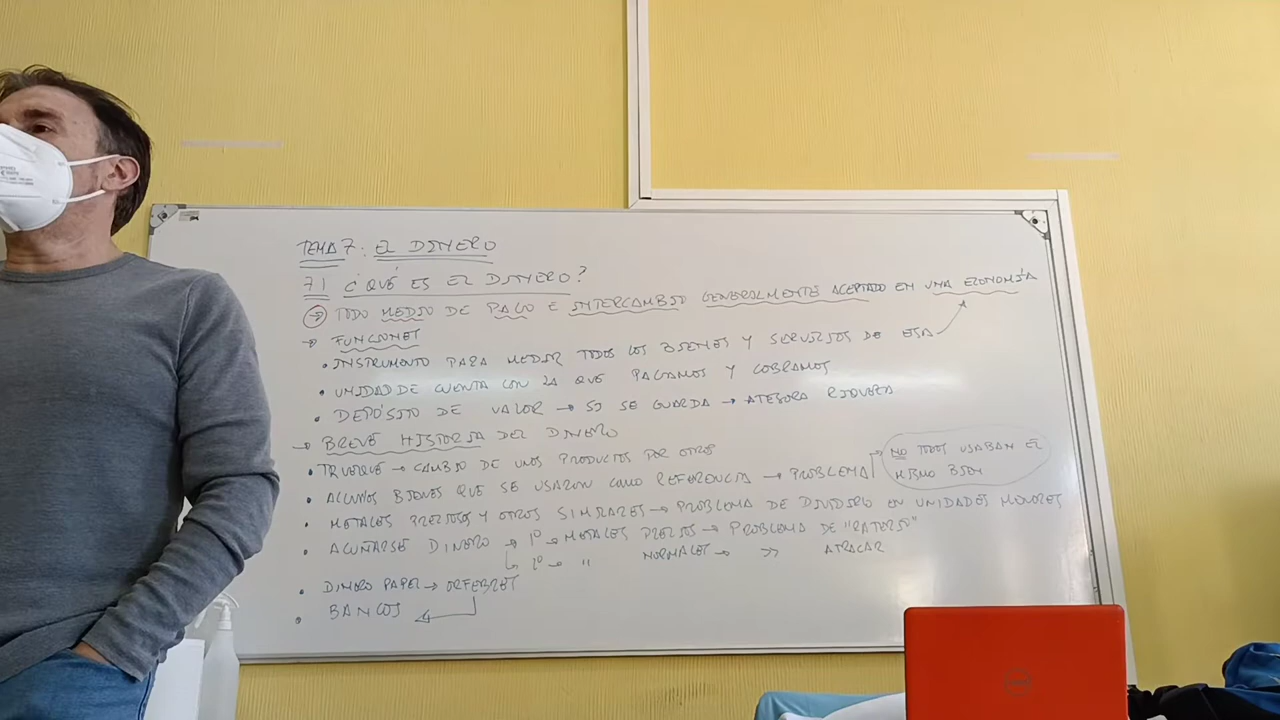 TEMA 7: EL DINERO
7.1 ¿QUÉ ES EL DINERO?
→ TODO MEDIO DE PAGO E INTERCAMBIO GENERALMENTE ACEPTADO EN UNA ECONOMÍA
→ FUNCIONES
• INSTRUMENTO PARA MEDIR TODOS LOS BIENES Y SERVICIOS DE ESA
• UNIDAD DE CUENTA CON LA QUE PAGAMOS Y COBRAMOS
• DEPÓSITO DE VALOR → SI SE GUARDA → ATESORA RIQUEZA
→ BREVE HISTORIA DEL DINERO
• TRUEQUE → CAMBIO DE UNOS PRODUCTOS POR OTROS
• ALGUNOS BIENES QUE SE USARON COMO REFERENCIA → PROBLEMA → NO TODOS USABAN EL
MISMO BIEN
• METALES PRECIOSOS Y OTROS SIMILARES → PROBLEMA DE DIVIDIRLO EN UNIDADES MENORES
• ACUÑARSE DINERO → 1º → METALES PRECIOS → PROBLEMA DE "RATERIO"
→ " NORMALES → " ATRACAR
• DINERO PAPEL → ORFEBRES
• BANCOS